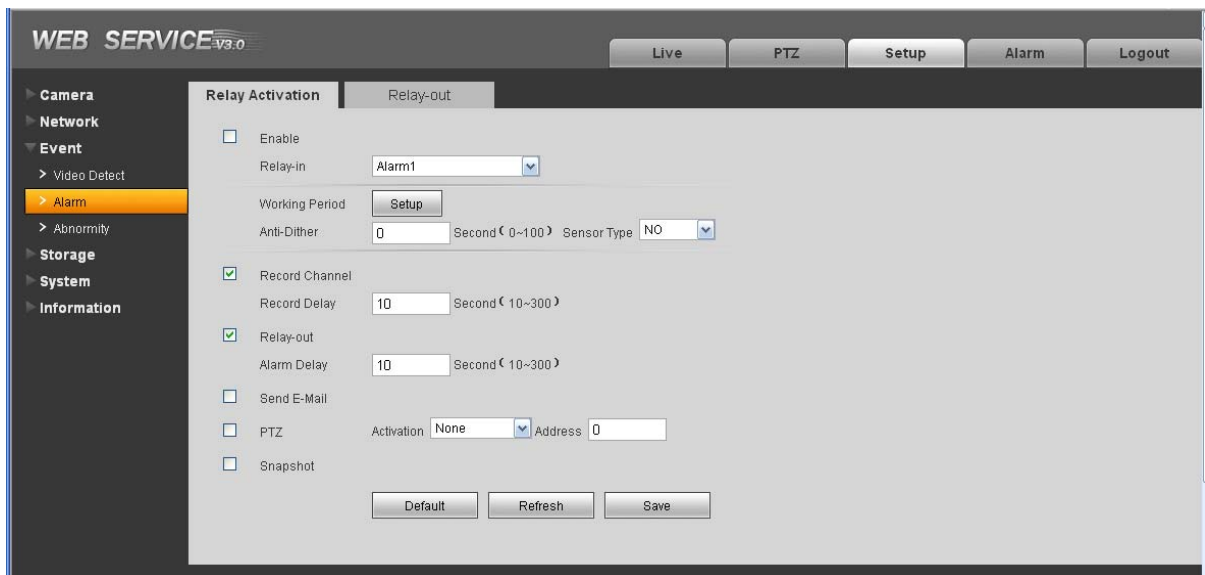 WEB SERVICE V3.0
Live PTZ Setup Alarm Logout
Camera
Network
Event
> Video Detect
> Alarm
> Abnormity
Storage
System
Information
Relay Activation Relay-out
Enable
Relay-in Alarm1
Working Period Setup
Anti-Dither 0 Second ( 0~100 ) Sensor Type NO
Record Channel
Record Delay 10 Second ( 10~300 )
Relay-out
Alarm Delay 10 Second ( 10~300 )
Send E-Mail
PTZ Activation None Address 0
Snapshot
Default Refresh Save